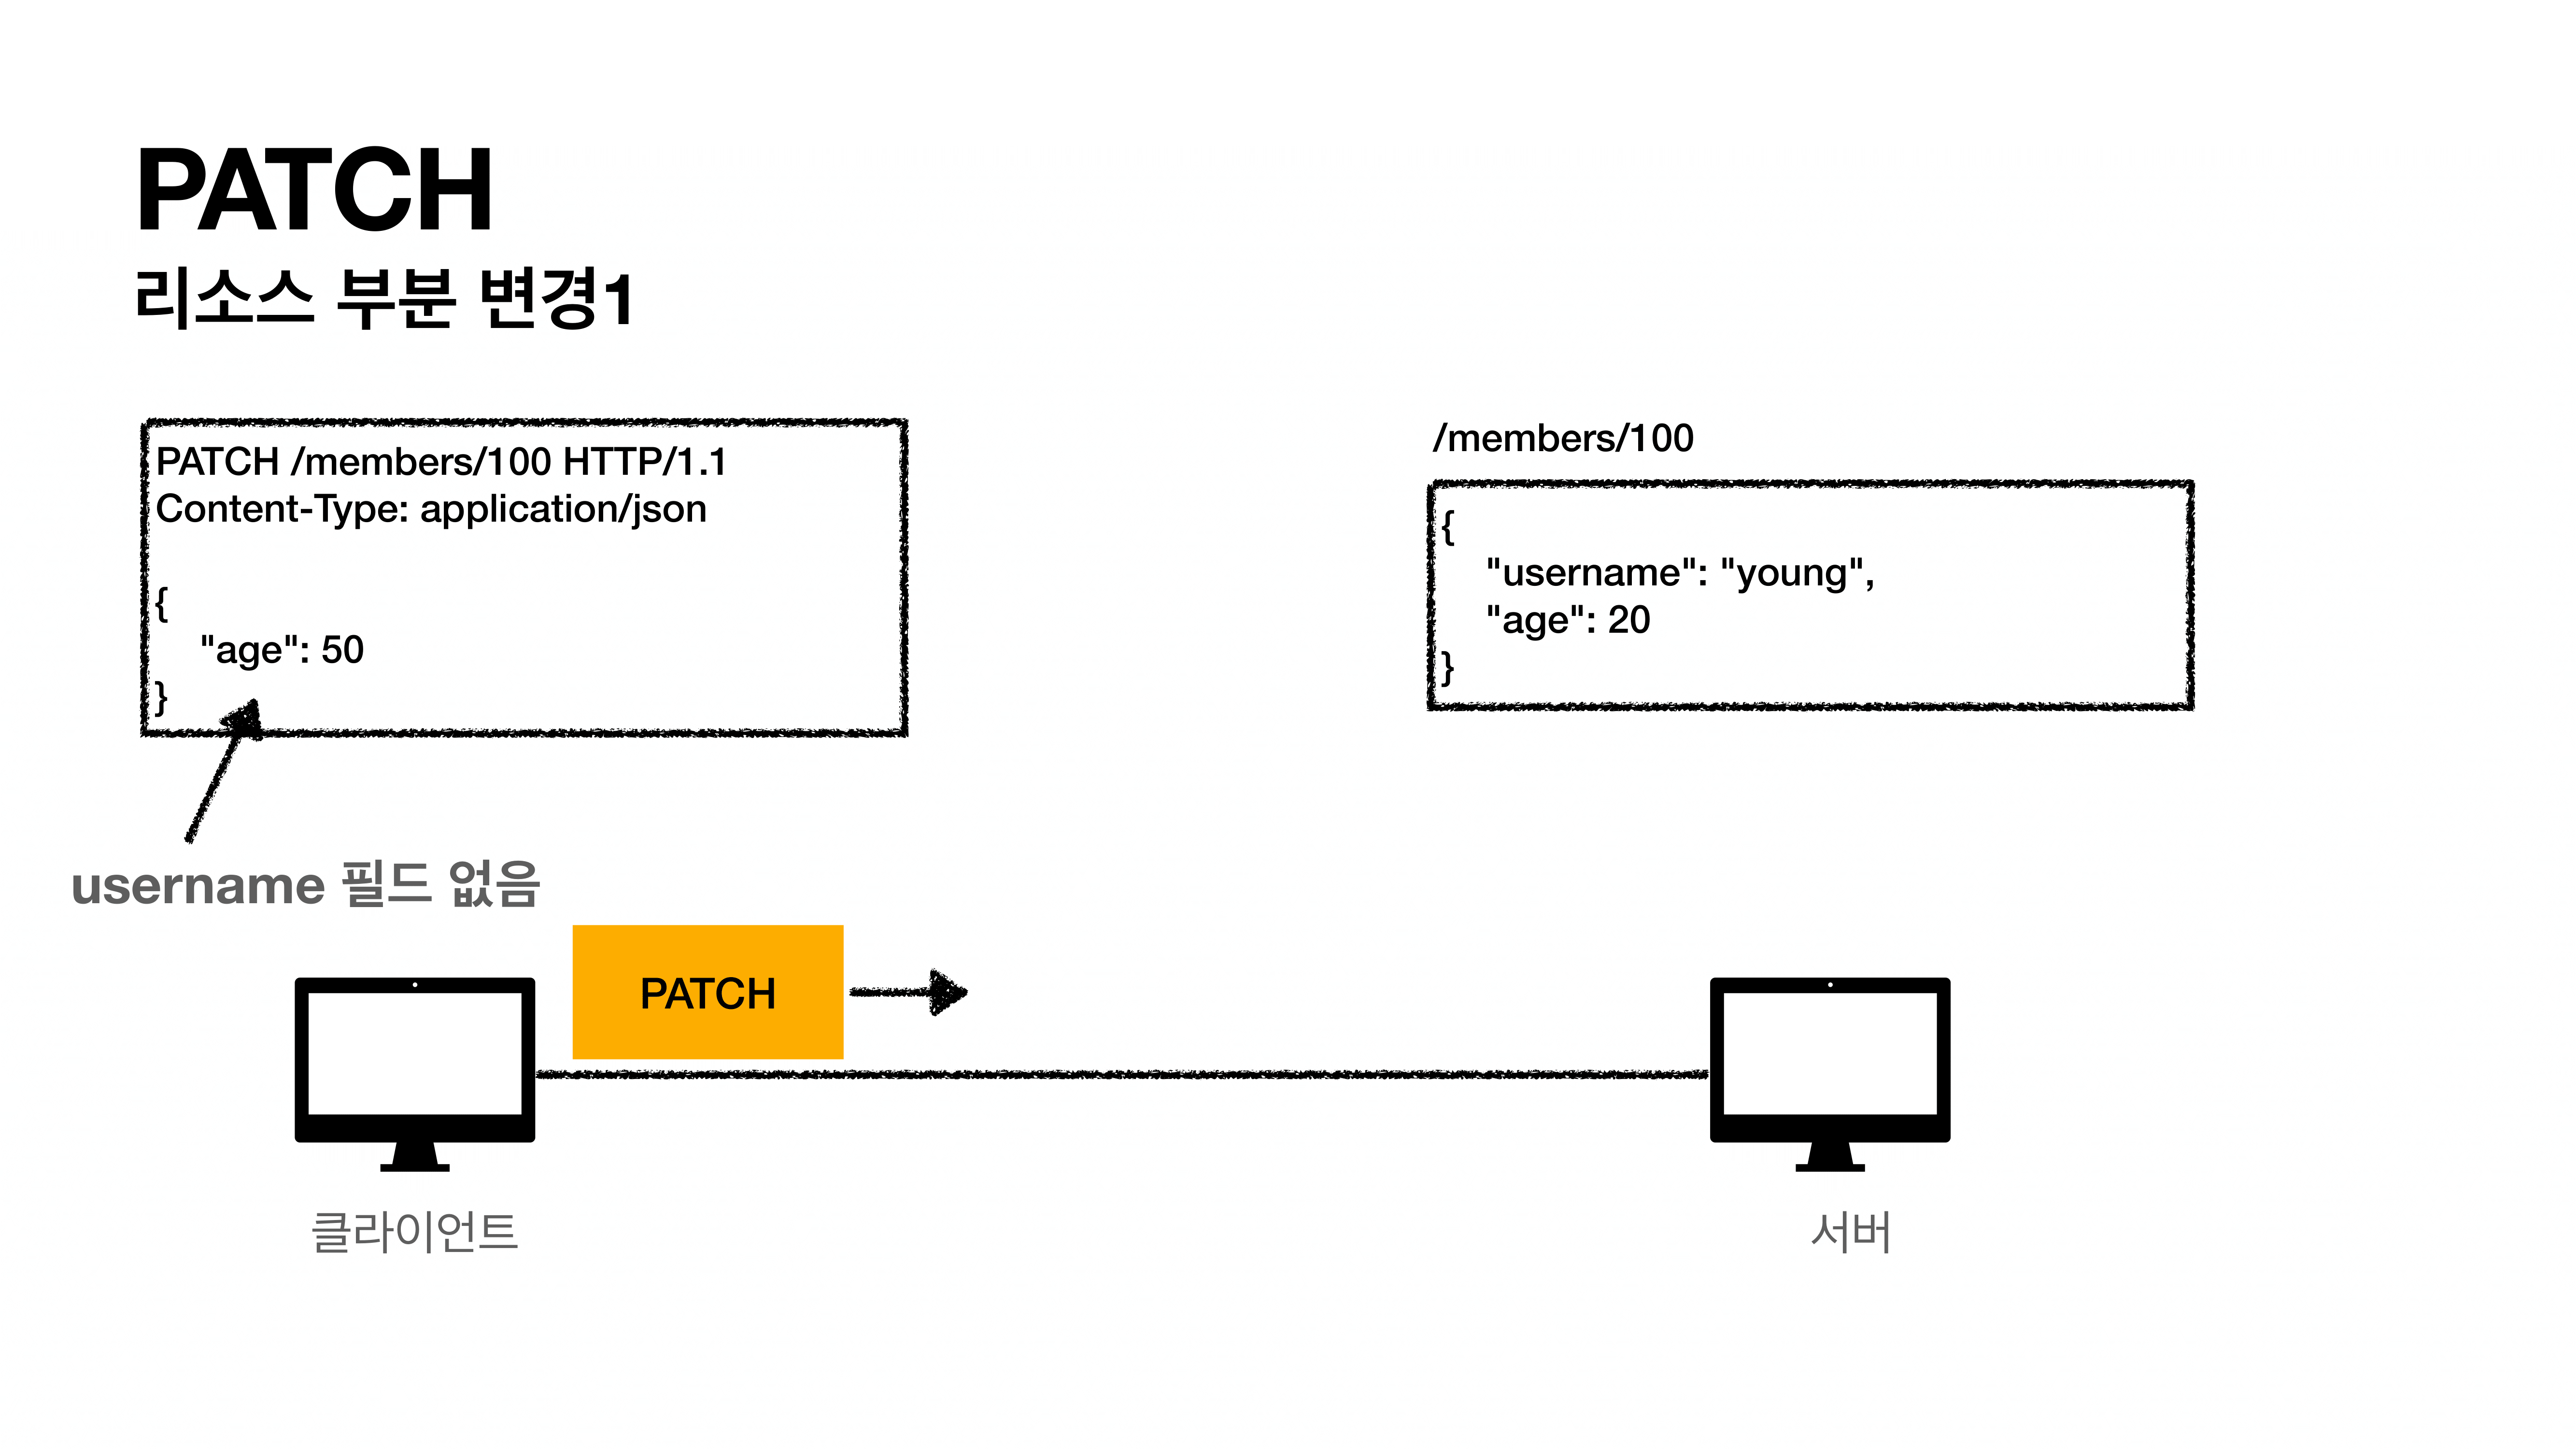 PATCH
리소스 부분 변경1
PATCH /members/100 HTTP/1.1
Content-Type: application/json
{
"age": 50
}
username 필드 없음
/members/100
{
"username": "young",
"age": 20
}
PATCH
클라이언트
서버